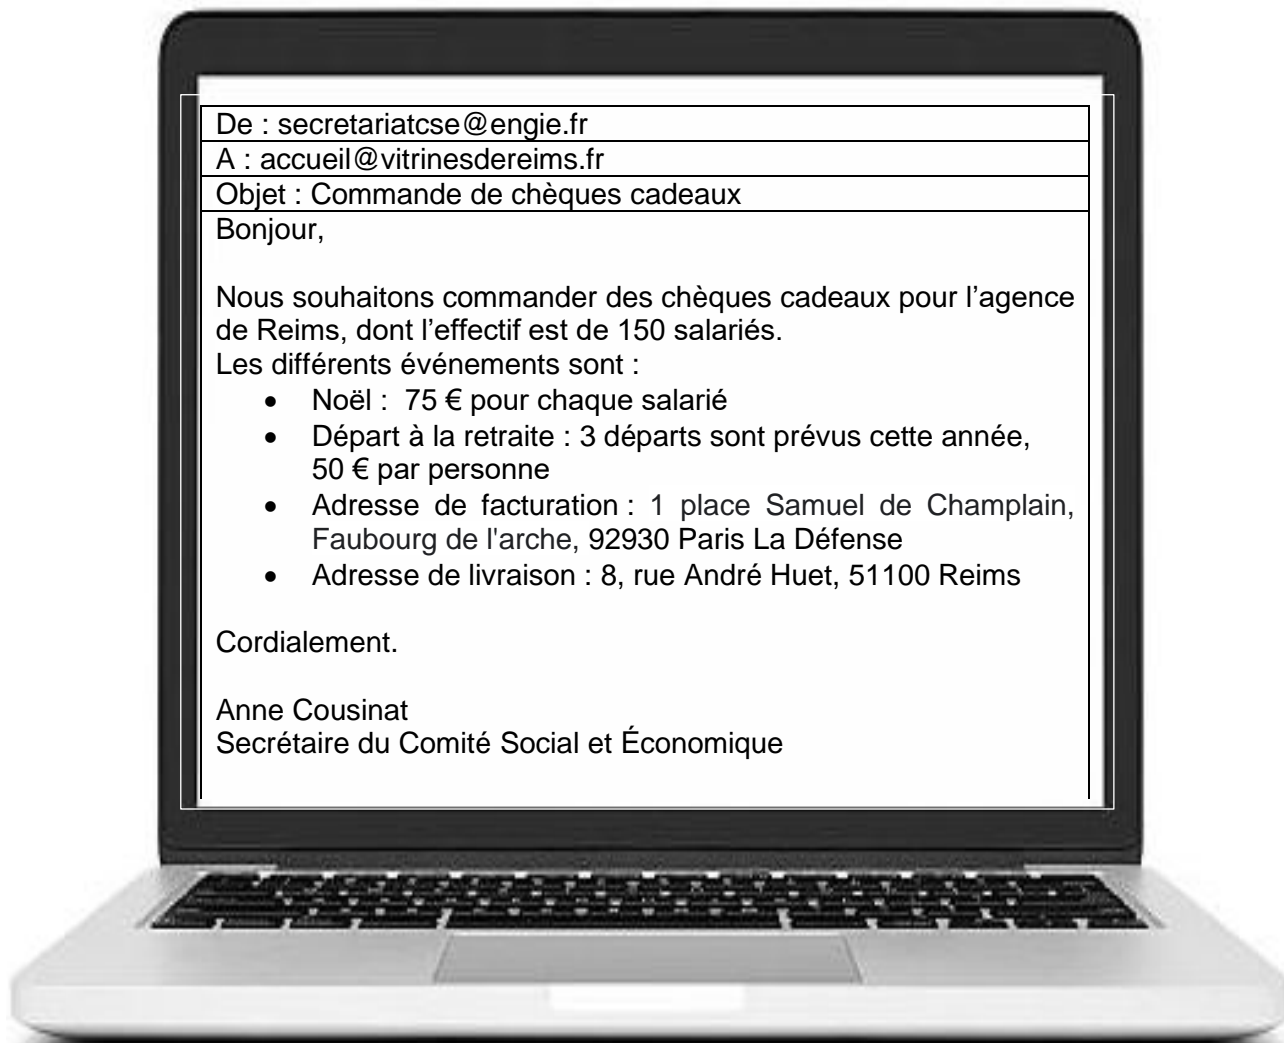 De : secretariatcse@engie.fr
A : accueil@vitrinesdereims.fr
Objet : Commande de chèques cadeaux
Bonjour,
Nous souhaitons commander des chèques cadeaux pour l’agence
de Reims, dont l’effectif est de 150 salariés.
Les différents événements sont :
• Noël :  75 € pour chaque salarié
• Départ à la retraite : 3 départs sont prévus cette année,
50 € par personne
• Adresse de facturation : 1 place Samuel de Champlain,
Faubourg de l'arche, 92930 Paris La Défense
• Adresse de livraison : 8, rue André Huet, 51100 Reims
Cordialement.
Anne Cousinat
Secrétaire du Comité Social et Économique